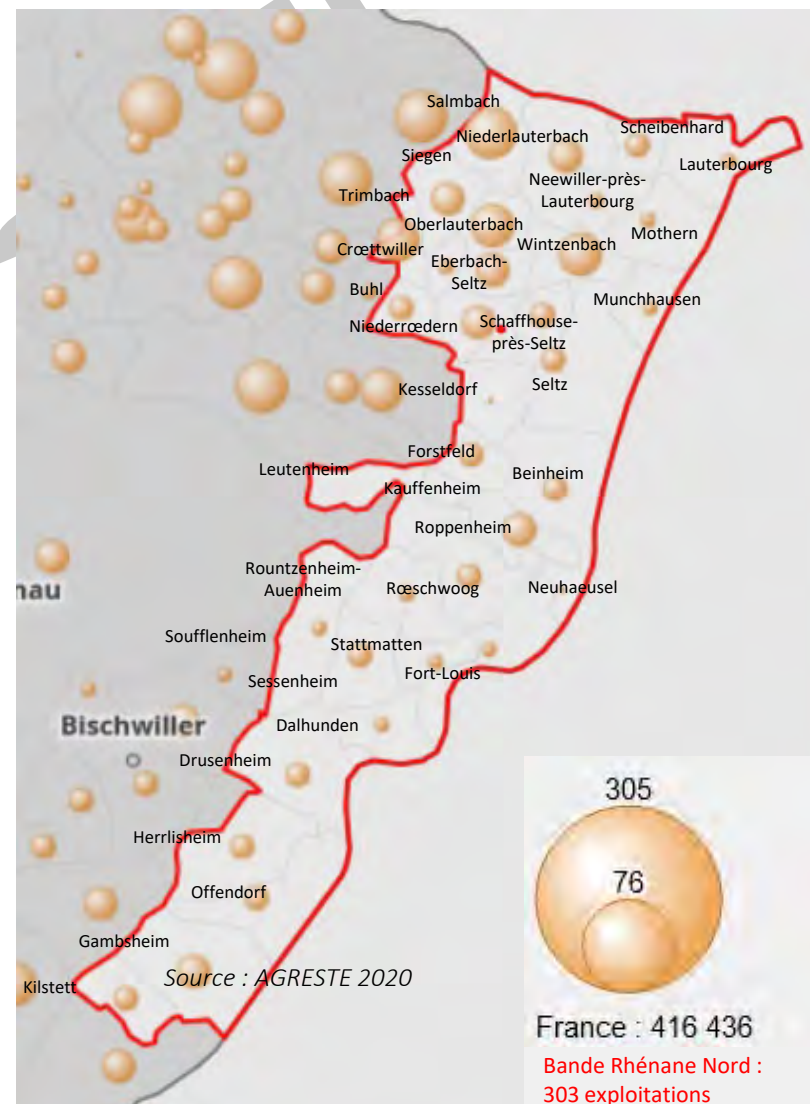 Salmbach
Niederlauterbach
Scheibenhard
Siegen
Lauterbourg
Neewiller-près-
Lauterbourg
Trimbach
Oberlauterbach
Mothern
Wintzenbach
Crœttwiller
Eberbach-
Seltz
Buhl
Munchhausen
Niederrœdern
Schaffhouse-
près-Seltz
Seltz
Kesseldorf
Forstfeld
Leutenheim
Beinheim
Kauffenheim
Roppenheim
Rountzenheim-
Auenheim
Rœschwoog
Neuhaeusel
nau
Soufflenheim
Stattmatten
Fort-Louis
Sessenheim
Bischwiller
Dalhunden
Drusenheim
Herrlisheim
Offendorf
Gambsheim
Kilstett
Source : AGRESTE 2020
305
76
France : 416 436
Bande Rhénane Nord :
303 exploitations